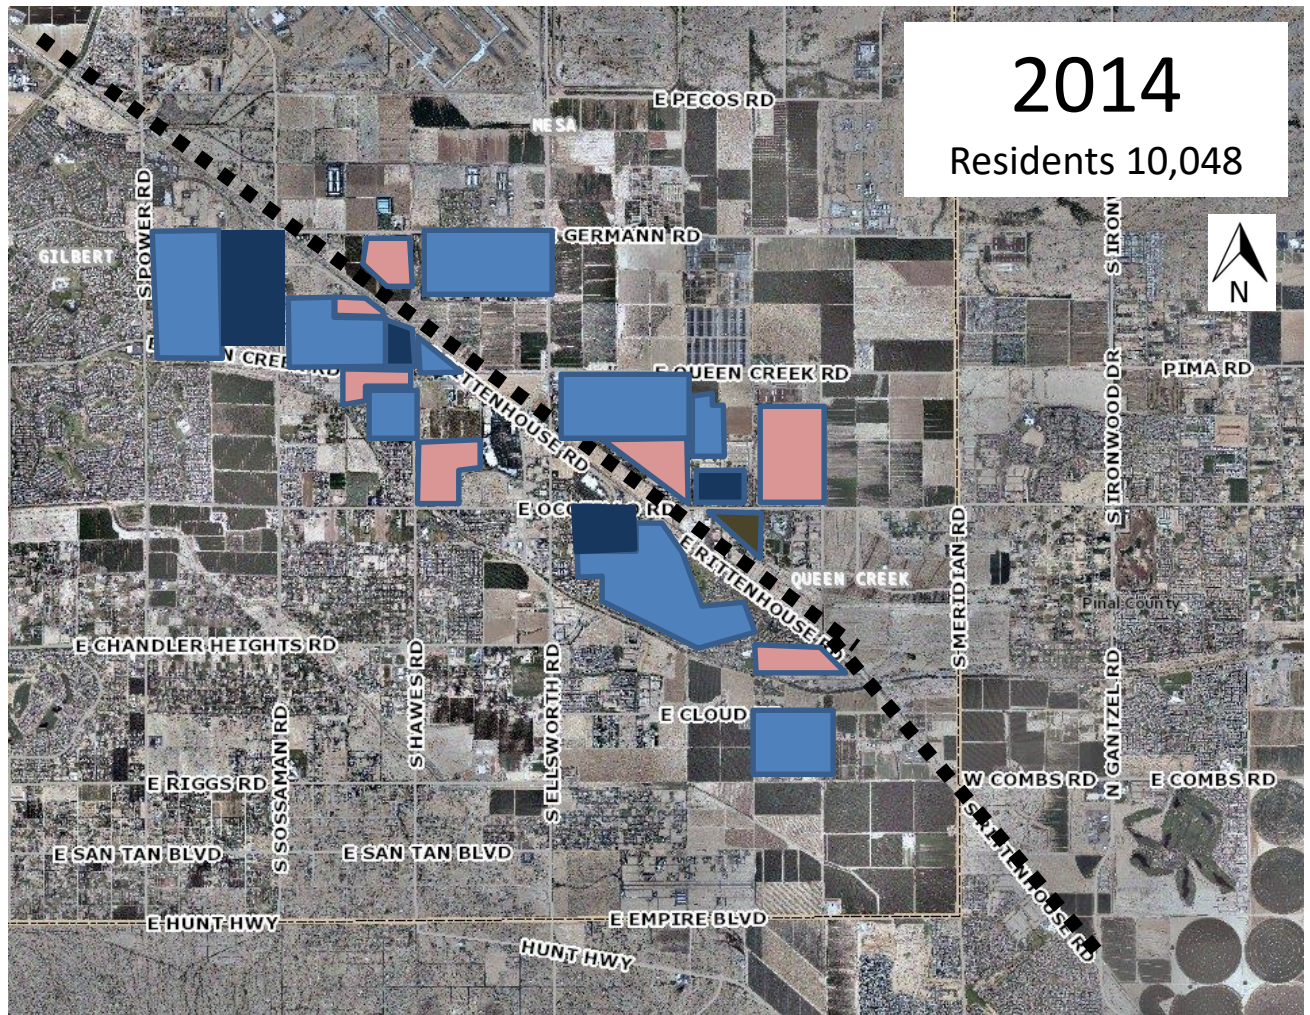 2014
Residents 10,048
N
E PECOS RD
MESA
S POWER RD
GILBERT
GERMANN RD
S IRONW
CREEK RD
E QUEEN CREEK RD
PIMA RD
RITTENHOUSE RD
S IRONWOOD DR
E OCOTILLO RD
E RITTENHOUSE RD
QUEEN CREEK
S MERIDIAN RD
Pinal County
E CHANDLER HEIGHTS RD
S HAWES RD
S ELLSWORTH RD
N GANTZEL RD
E CLOUD
S SOSSAMAN RD
E RIGGS RD
W COMBS RD
E COMBS RD
S RITTENHOUSE RD
E SAN TAN BLVD
E SAN TAN BLVD
E HUNT HWY
E EMPIRE BLVD
HUNT HWY